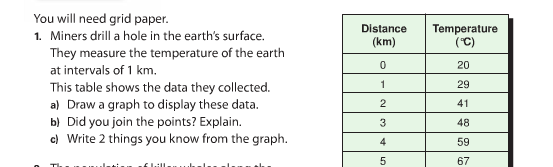 You will need grid paper.
1. Miners drill a hole in the earth's surface.
They measure the temperature of the earth
at intervals of 1 km.
This table shows the data they collected.
a) Draw a graph to display these data.
b) Did you join the points? Explain.
c) Write 2 things you know from the graph.
Distance (km) Temperature (°C)
0 20
1 29
2 41
3 48
4 59
5 67